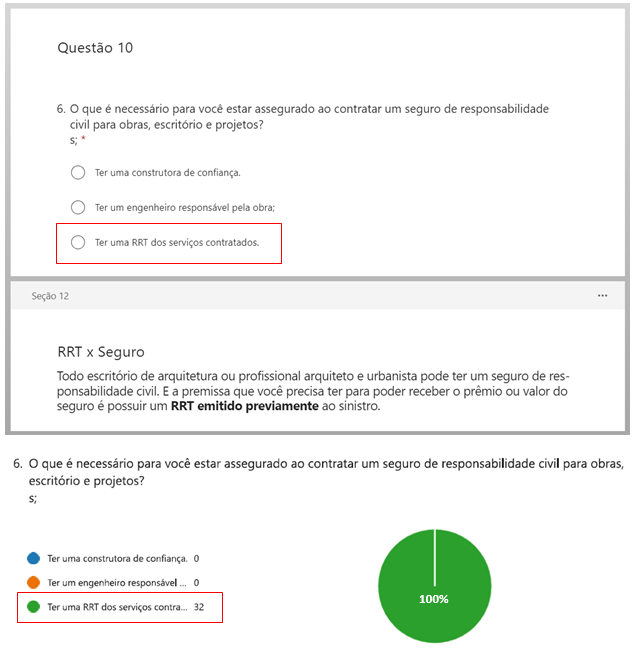 Questão 10
6. O que é necessário para você estar assegurado ao contratar um seguro de responsabilidade
civil para obras, escritório e projetos?
s; *
Ter uma construtora de confiança.
Ter um engenheiro responsável pela obra;
Ter uma RRT dos serviços contratados.
Seção 12
...
RRT x Seguro
Todo escritório de arquitetura ou profissional arquiteto e urbanista pode ter um seguro de res-
ponsabilidade civil. E a premissa que você precisa ter para poder receber o prêmio ou valor do
seguro é possuir um RRT emitido previamente ao sinistro.
6. O que é necessário para você estar assegurado ao contratar um seguro de responsabilidade civil para obras,
escritório e projetos?
s;
Ter uma construtora de confiança. 0
Ter um engenheiro responsável ... 0
Ter uma RRT dos serviços contra... 32
100%